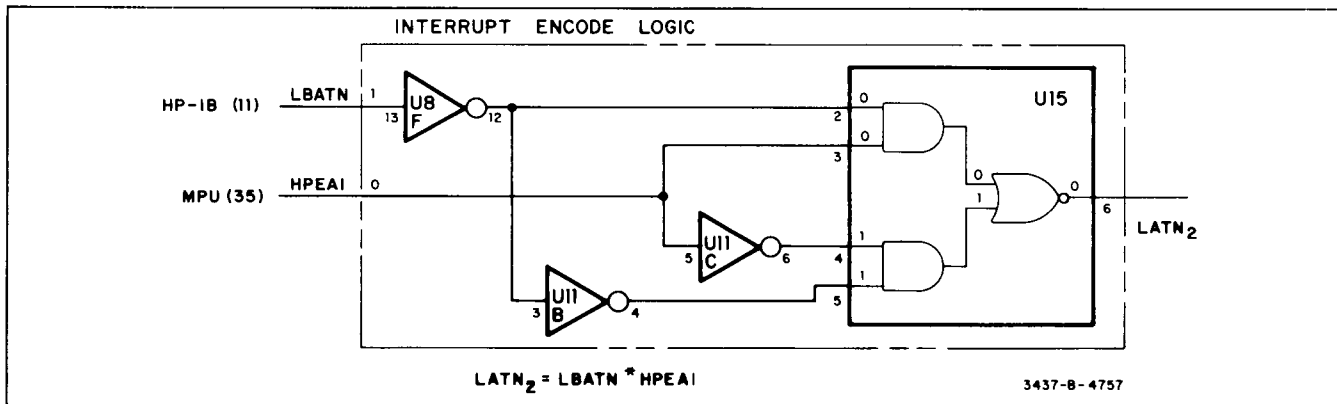 INTERRUPT ENCODE LOGIC
HP-IB (11) LBATN 1
13 U8 F 12
0 2
0 3
U15
MPU (35) HPEAI 0
0
1
0 6
LATN2
5 U11 C 6
1 4
1 5
3 U11 B 4
LATN2 = LBATN * HPEAI
3437-B-4757